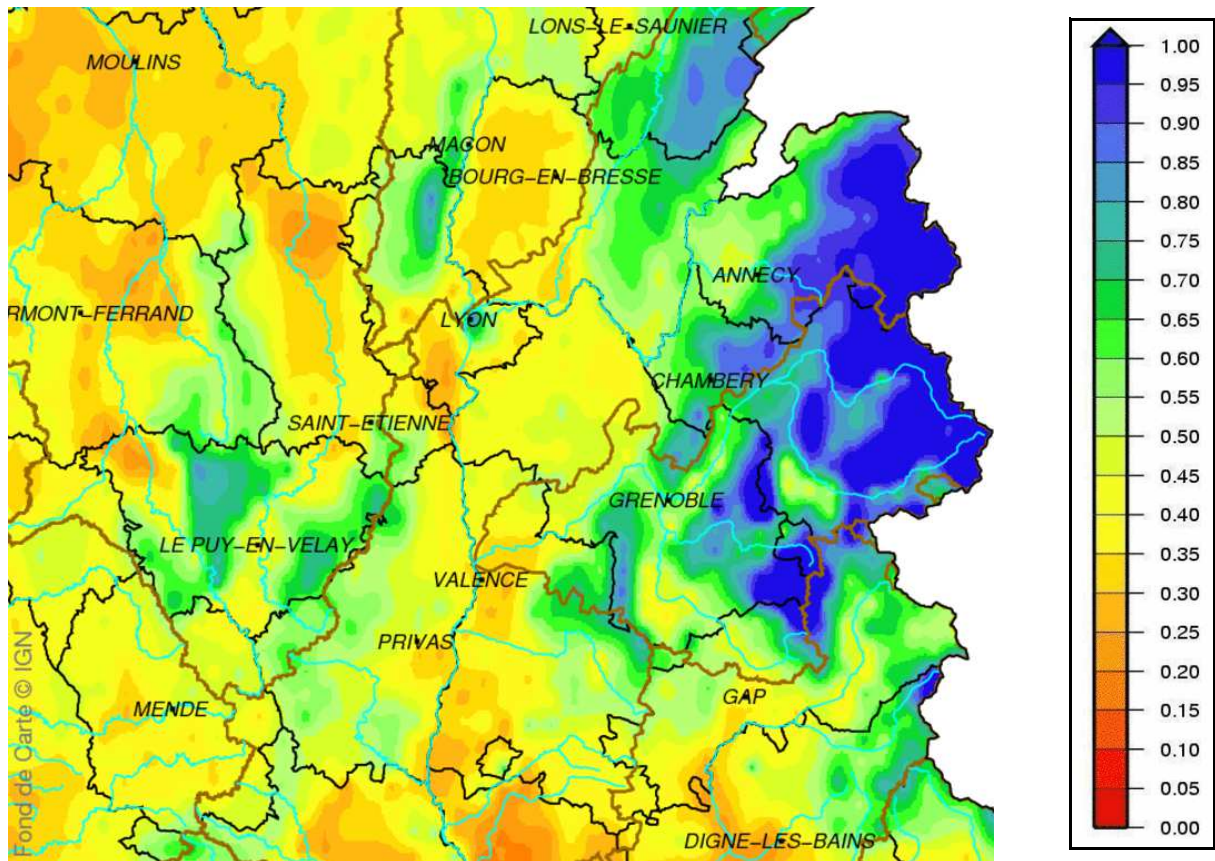 LONS-LE-SAUNIER
MOULINS
MACON
BOURG-EN-BRESSE
ANNECY
RMONT-FERRAND
LYON
CHAMBERY
SAINT-ETIENNE
GRENOBLE
LE PUY-EN-VELAY
VALENCE
PRIVAS
GAP
MENDE
DIGNE-LES-BAINS
Fond de Carte © IGN
1.00
0.95
0.90
0.85
0.80
0.75
0.70
0.65
0.60
0.55
0.50
0.45
0.40
0.35
0.30
0.25
0.20
0.15
0.10
0.05
0.00